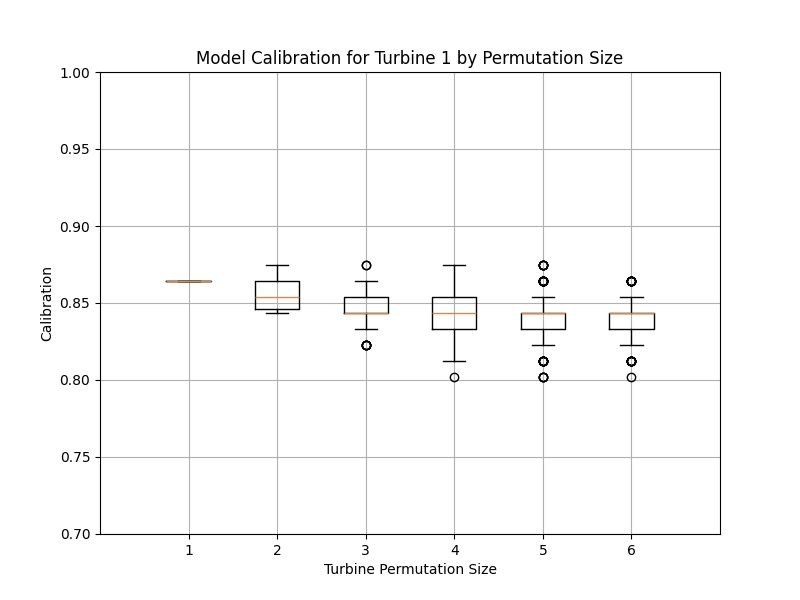 Model Calibration for Turbine 1 by Permutation Size
1.00
0.95
0.90
0.85
0.80
0.75
0.70
Calibration
1 2 3 4 5 6
Turbine Permutation Size